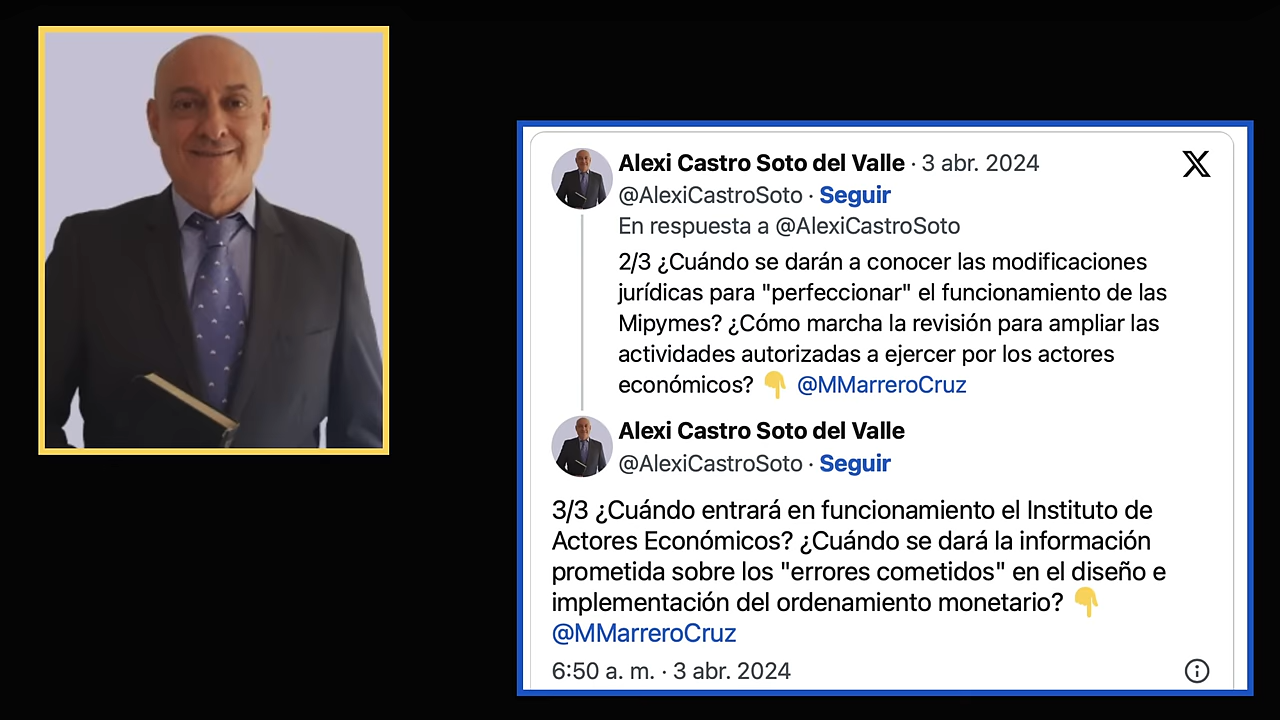 Alexi Castro Soto del Valle · 3 abr. 2024
@AlexiCastroSoto · Seguir
En respuesta a @AlexiCastroSoto
2/3 ¿Cuándo se darán a conocer las modificaciones
jurídicas para "perfeccionar" el funcionamiento de las
Mipymes? ¿Cómo marcha la revisión para ampliar las
actividades autorizadas a ejercer por los actores
económicos? 👇 @MMarreroCruz
Alexi Castro Soto del Valle
@AlexiCastroSoto · Seguir
3/3 ¿Cuándo entrará en funcionamiento el Instituto de
Actores Económicos? ¿Cuándo se dará la información
prometida sobre los "errores cometidos" en el diseño e
implementación del ordenamiento monetario? 👇
@MMarreroCruz
6:50 a. m. · 3 abr. 2024